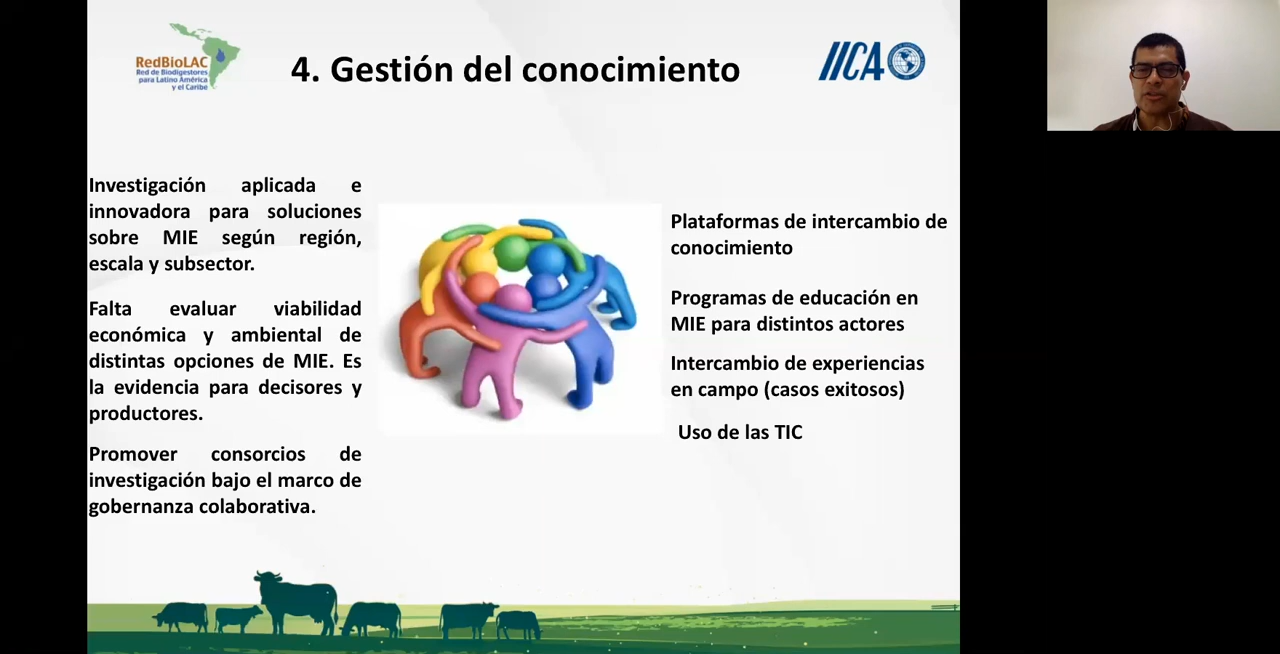 RedBioLAC
Red de Biodigestores
para Latino América
y el Caribe
4. Gestión del conocimiento
IICA
Investigación aplicada e
innovadora para soluciones
sobre MIE según región,
escala y subsector.
Falta evaluar viabilidad
económica y ambiental de
distintas opciones de MIE. Es
la evidencia para decisores y
productores.
Promover consorcios de
investigación bajo el marco de
gobernanza colaborativa.
Plataformas de intercambio de
conocimiento
Programas de educación en
MIE para distintos actores
Intercambio de experiencias
en campo (casos exitosos)
Uso de las TIC